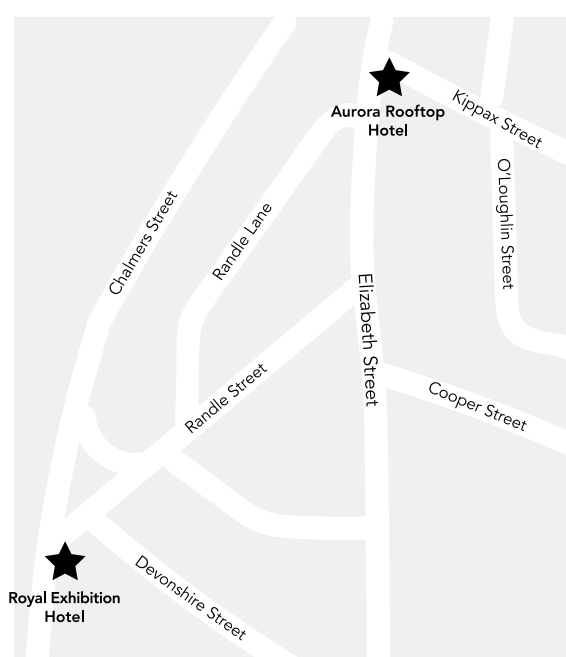 Aurora Rooftop
Hotel
Kippax Street
O'Loughlin Street
Chalmers Street
Randle Lane
Elizabeth Street
Randle Street
Cooper Street
Devonshire Street
Royal Exhibition
Hotel